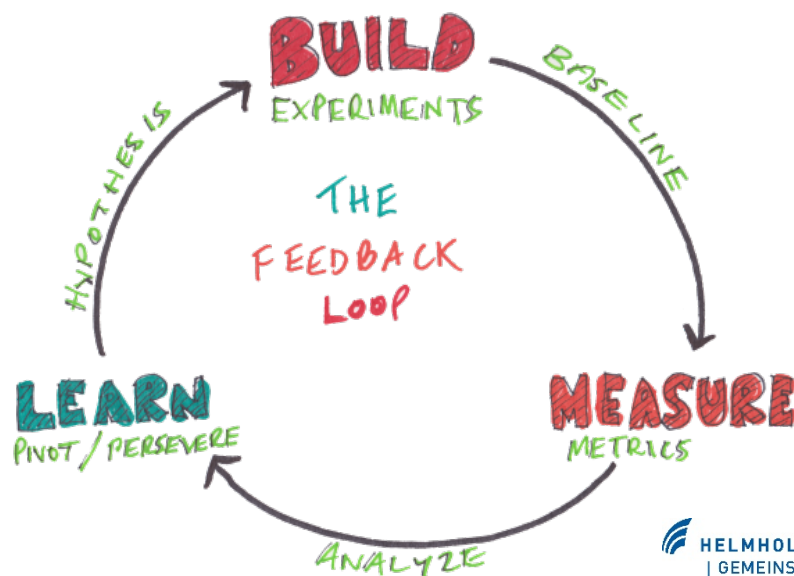 BUILD
EXPERIMENTS
BASELINE
HYPOTHESIS
THE
FEEDBACK
LOOP
LEARN
PIVOT/PERSEVERE
MEASURE
METRICS
ANALYZE
HELMHOL
| GEMEINS